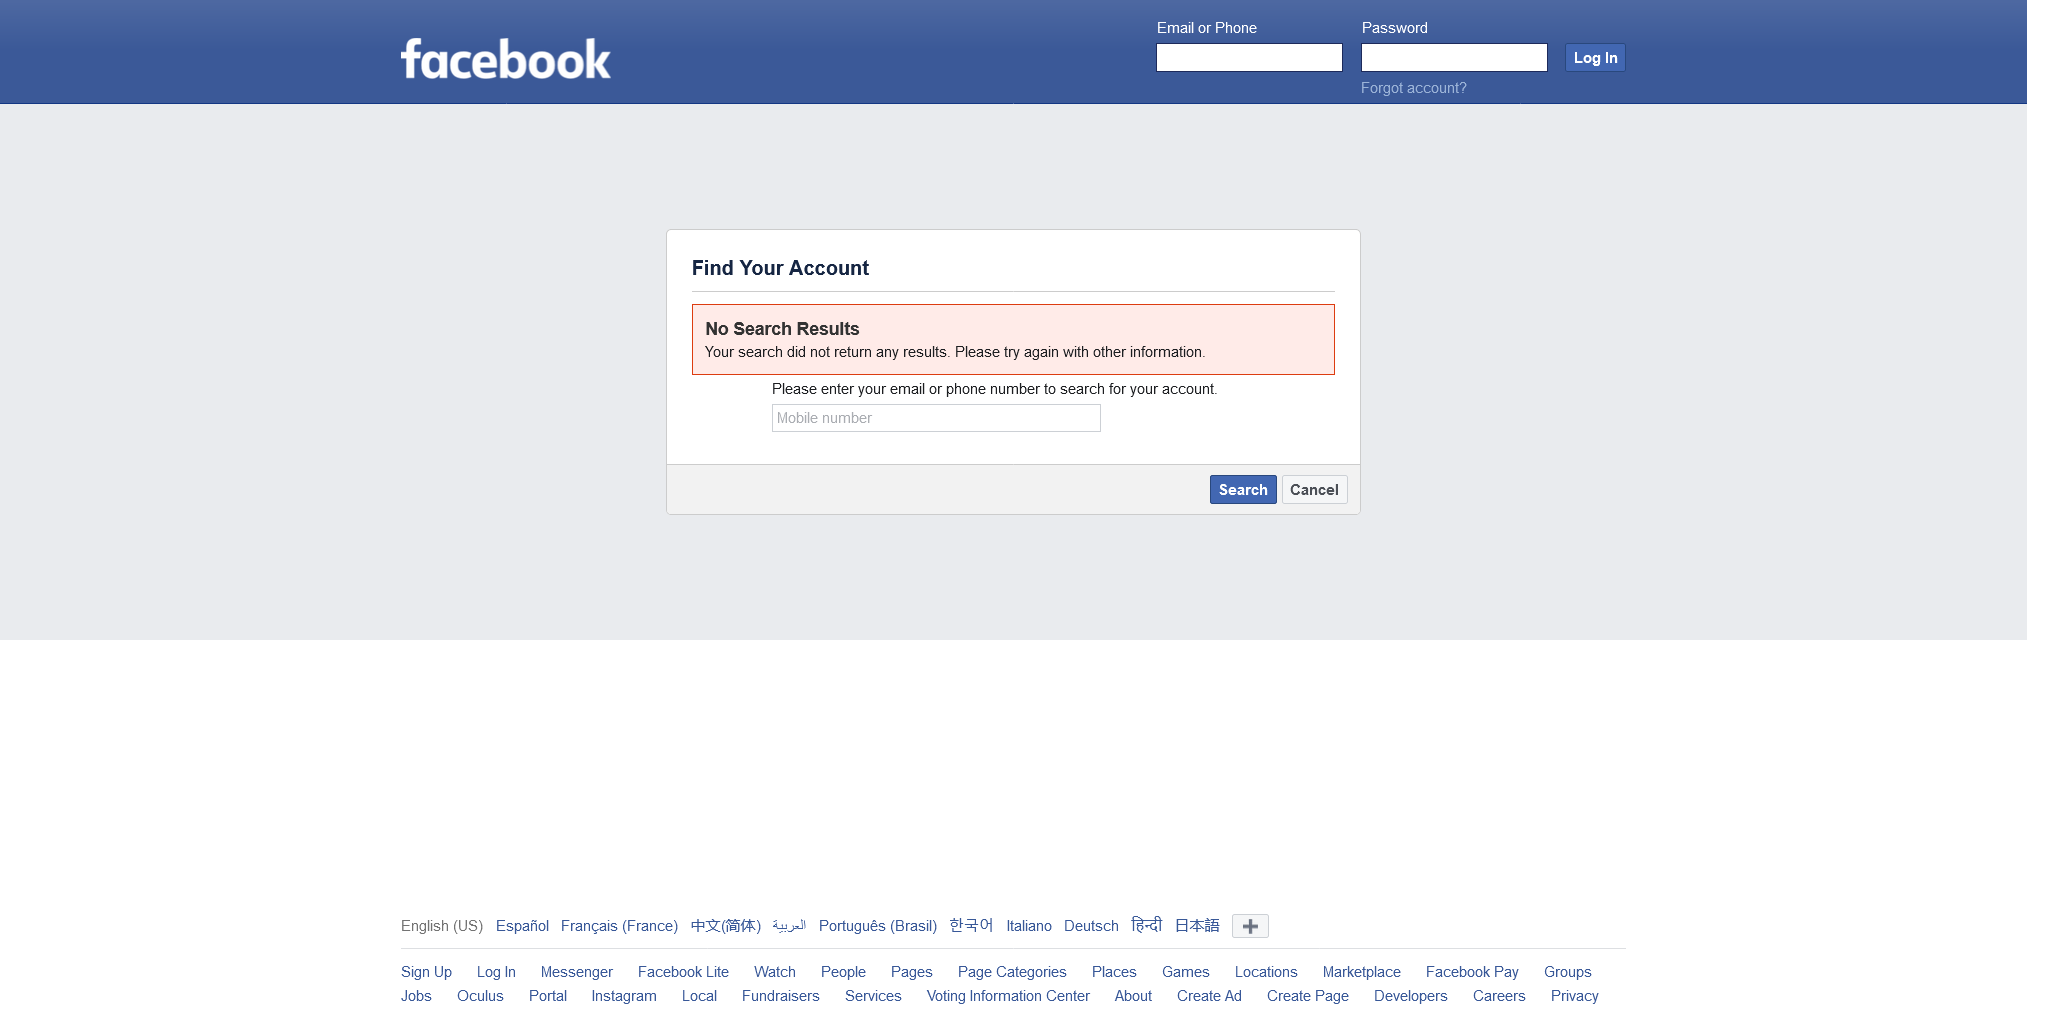 facebook
Email or Phone
Password
Log In
Forgot account?
Find Your Account
No Search Results
Your search did not return any results. Please try again with other information.
Please enter your email or phone number to search for your account.
Mobile number
Search Cancel
English (US) Español Français (France) 中文(简体) العربية Português (Brasil) 한국어 Italiano Deutsch हिन्दी 日本語
Sign Up Log In Messenger Facebook Lite Watch People Pages Page Categories Places Games Locations Marketplace Facebook Pay Groups
Jobs Oculus Portal Instagram Local Fundraisers Services Voting Information Center About Create Ad Create Page Developers Careers Privacy